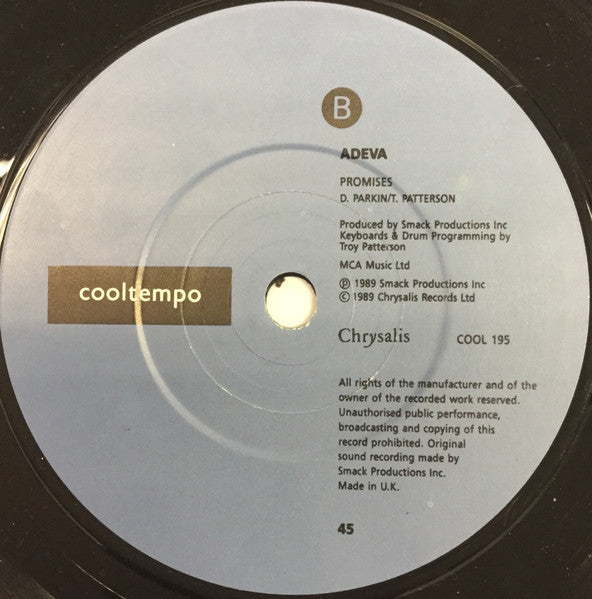 B
ADEVA
PROMISES
D. PARKIN/T. PATTERSON
Produced by Smack Productions Inc
Keyboards & Drum Programming by
Troy Patterson
MCA Music Ltd
℗ 1989 Smack Productions Inc
© 1989 Chrysalis Records Ltd
cooltempo
Chrysalis COOL 195
All rights of the manufacturer and of the
owner of the recorded work reserved.
Unauthorised public performance,
broadcasting and copying of this
record prohibited. Original
sound recording made by
Smack Productions Inc.
Made in U.K.
45